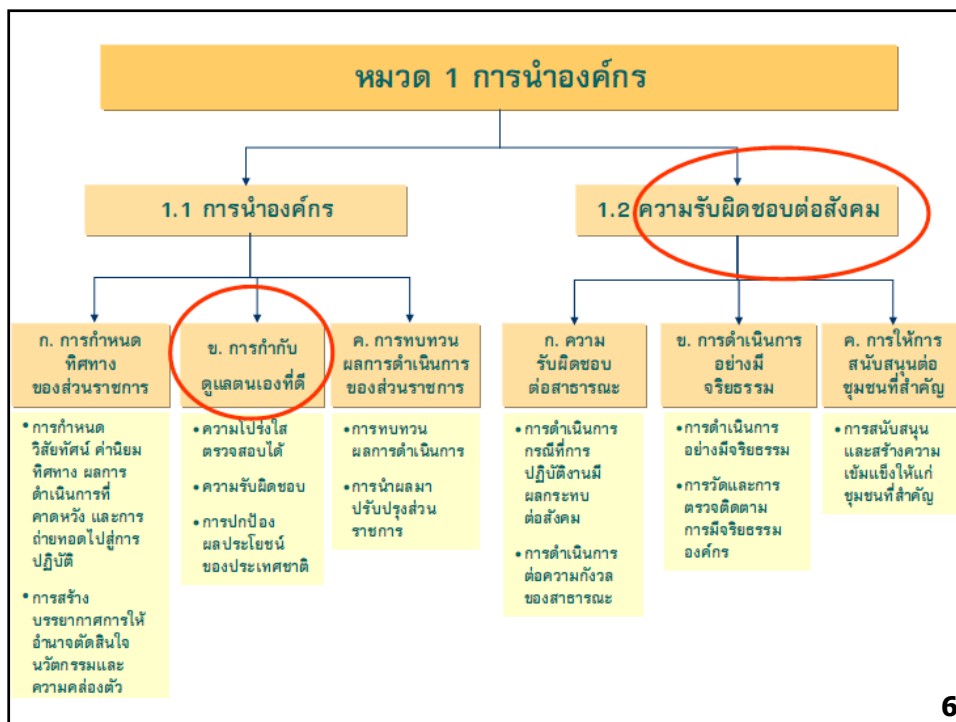 หมวด 1 การนำองค์กร
1.1 การนำองค์กร
1.2 ความรับผิดชอบต่อสังคม
ก. การกำหนด
ทิศทาง
ของส่วนราชการ
ข. การกำกับ
ดูแลตนเองที่ดี
ค. การทบทวน
ผลการดำเนินการ
ของส่วนราชการ
ก. ความ
รับผิดชอบ
ต่อสาธารณะ
ข. การดำเนินการ
อย่างมี
จริยธรรม
ค. การให้การ
สนับสนุนต่อ
ชุมชนที่สำคัญ
• การกำหนด
วิสัยทัศน์ ค่านิยม
ทิศทาง ผลการ
ดำเนินการที่
คาดหวัง และการ
ถ่ายทอดไปสู่การ
ปฏิบัติ
• การสร้าง
บรรยากาศการให้
อำนาจตัดสินใจ
นวัตกรรมและ
ความคล่องตัว
• ความโปร่งใส
ตรวจสอบได้
• ความรับผิดชอบ
• การปกป้อง
ผลประโยชน์
ของประเทศชาติ
• การทบทวน
ผลการดำเนินการ
• การนำผลมา
ปรับปรุงส่วน
ราชการ
• การดำเนินการ
กรณีที่การ
ปฏิบัติงานมี
ผลกระทบ
ต่อสังคม
• การดำเนินการ
ต่อความกังวล
ของสาธารณะ
• การดำเนินการ
อย่างมีจริยธรรม
• การวัดและการ
ตรวจติดตาม
การมีจริยธรรม
องค์กร
• การสนับสนุน
และสร้างความ
เข้มแข็งให้แก่
ชุมชนที่สำคัญ
6